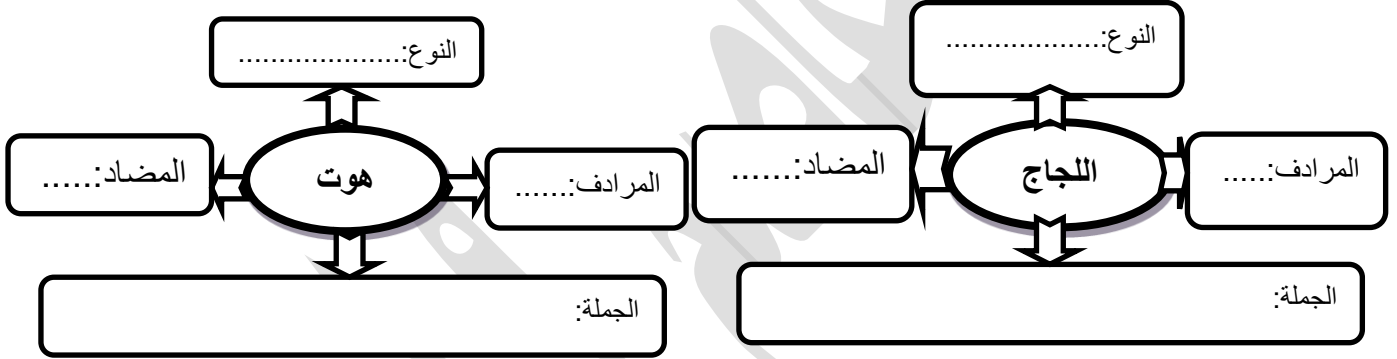 النوع:....................
النوع:....................
المرادف:.....
اللجاج
المضاد:.......
المرادف:......
هوت
المضاد:......
الجملة:
الجملة: